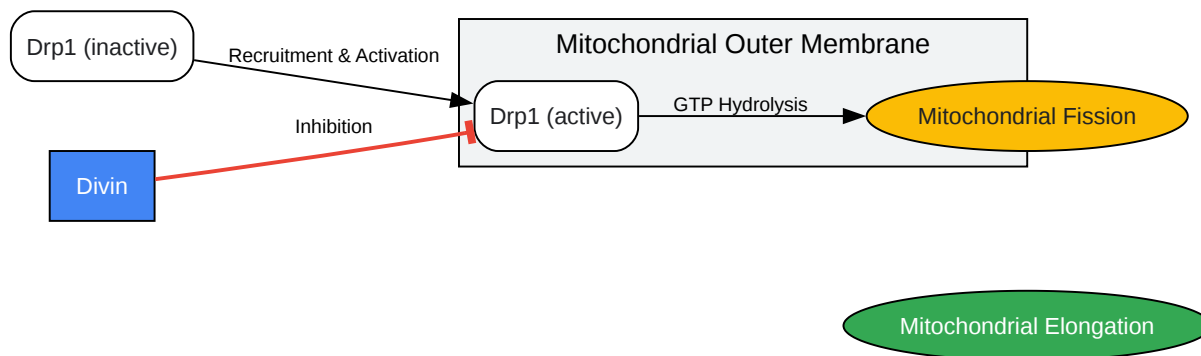 Drp1 (inactive)
Recruitment & Activation
Mitochondrial Outer Membrane
Drp1 (active)
GTP Hydrolysis
Mitochondrial Fission
Inhibition
Divin
Mitochondrial Elongation